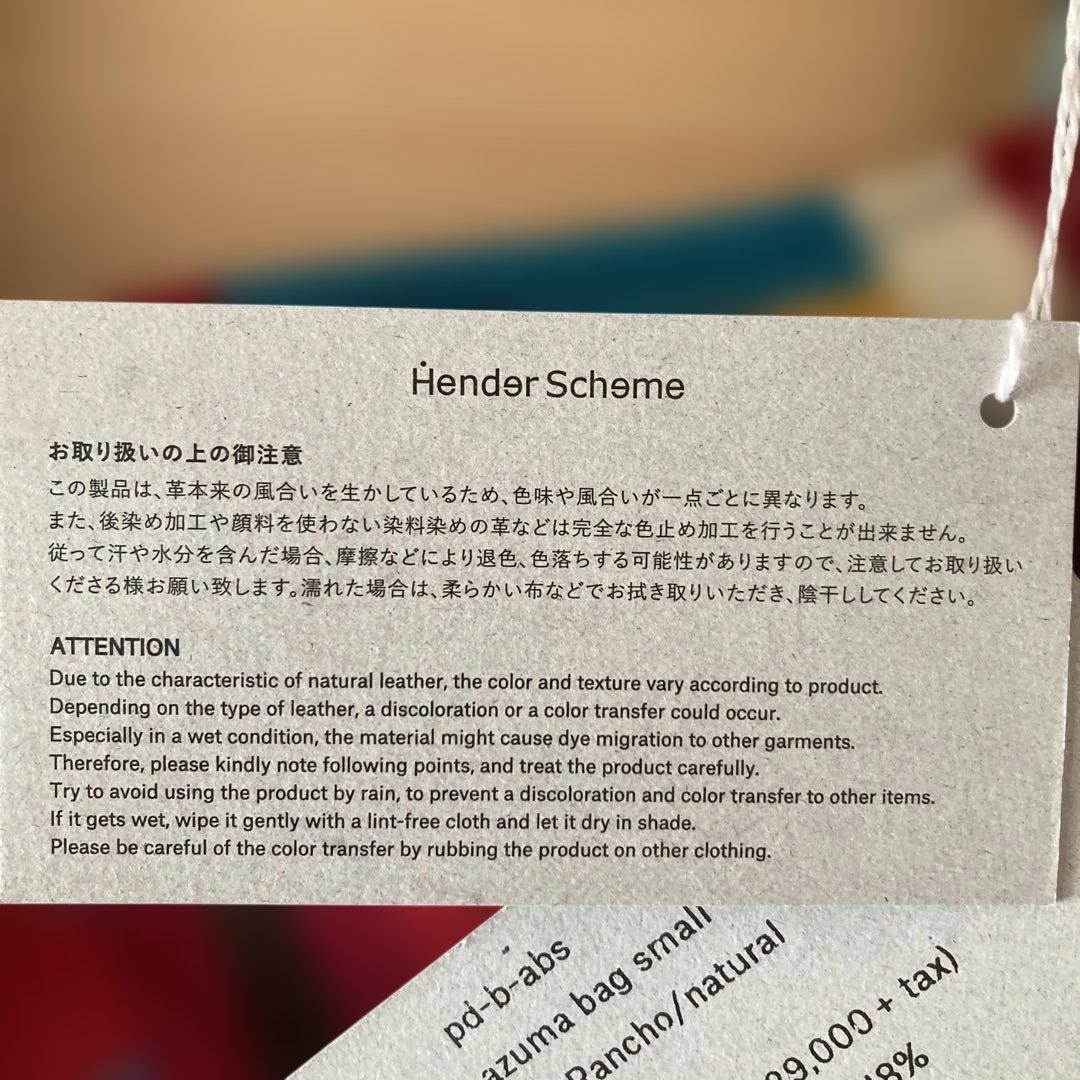 Hender Scheme
お取り扱いの上の御注意
この製品は、革本来の風合いを生かしているため、色味や風合いが一点ごとに異なります。
また、後染め加工や顔料を使わない染料染めの革などは完全な色止め加工を行うことが出来ません。
従って汗や水分を含んだ場合、摩擦などにより退色、色落ちする可能性がありますので、注意してお取り扱い
くださる様お願い致します。濡れた場合は、柔らかい布などでお拭き取りいただき、陰干ししてください。
ATTENTION
Due to the characteristic of natural leather, the color and texture vary according to product.
Depending on the type of leather, a discoloration or a color transfer could occur.
Especially in a wet condition, the material might cause dye migration to other garments.
Therefore, please kindly note following points, and treat the product carefully.
Try to avoid using the product by rain, to prevent a discoloration and color transfer to other items.
If it gets wet, wipe it gently with a lint-free cloth and let it dry in shade.
Please be careful of the color transfer by rubbing the product on other clothing.
pd-b-abs
azuma bag small
Rancho/natural
9,000 + tax)
8%